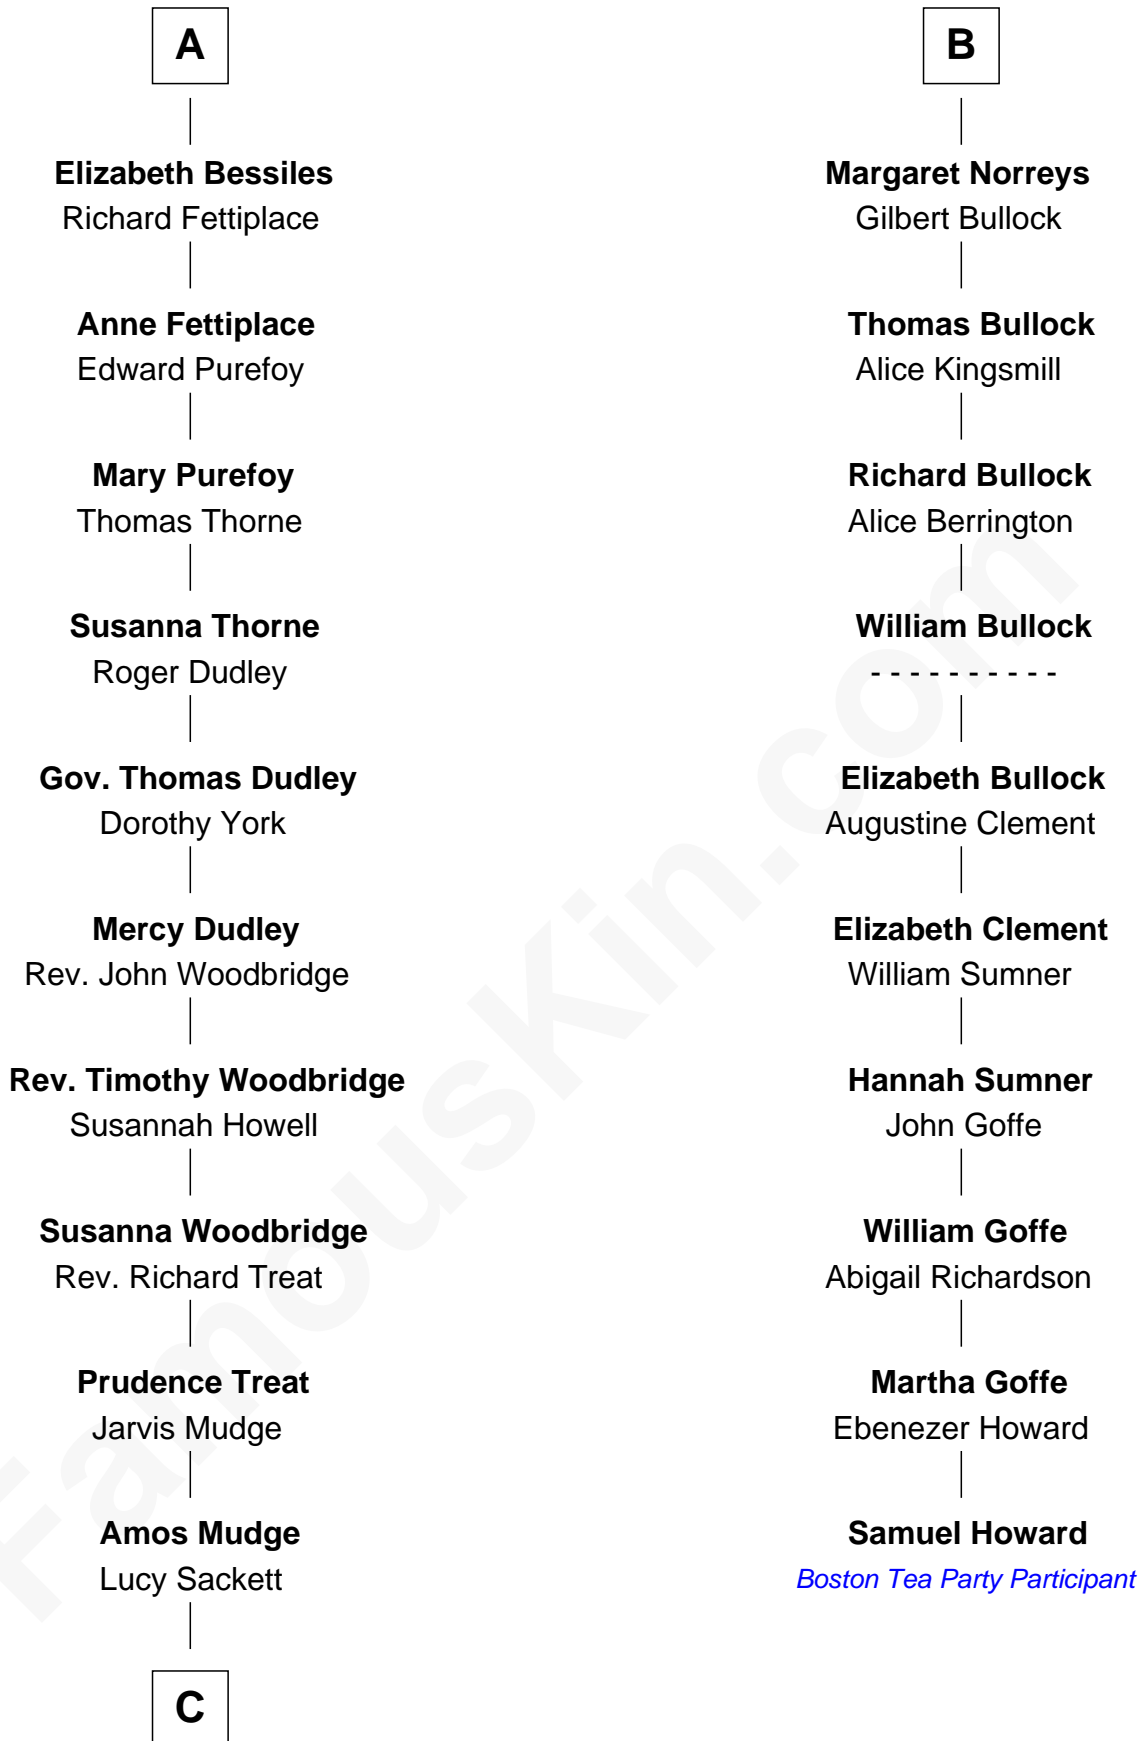 A
Elizabeth Bessiles
Richard Fettiplace
Anne Fettiplace
Edward Purefoy
Mary Purefoy
Thomas Thorne
Susanna Thorne
Roger Dudley
Gov. Thomas Dudley
Dorothy York
Mercy Dudley
Rev. John Woodbridge
Rev. Timothy Woodbridge
Susannah Howell
Susanna Woodbridge
Rev. Richard Treat
Prudence Treat
Jarvis Mudge
Amos Mudge
Lucy Sackett
C
B
Margaret Norreys
Gilbert Bullock
Thomas Bullock
Alice Kingsmill
Richard Bullock
Alice Berrington
William Bullock
- - - - - - - - - -
Elizabeth Bullock
Augustine Clement
Elizabeth Clement
William Sumner
Hannah Sumner
John Goffe
William Goffe
Abigail Richardson
Martha Goffe
Ebenezer Howard
Samuel Howard
Boston Tea Party Participant
FamousKin.com